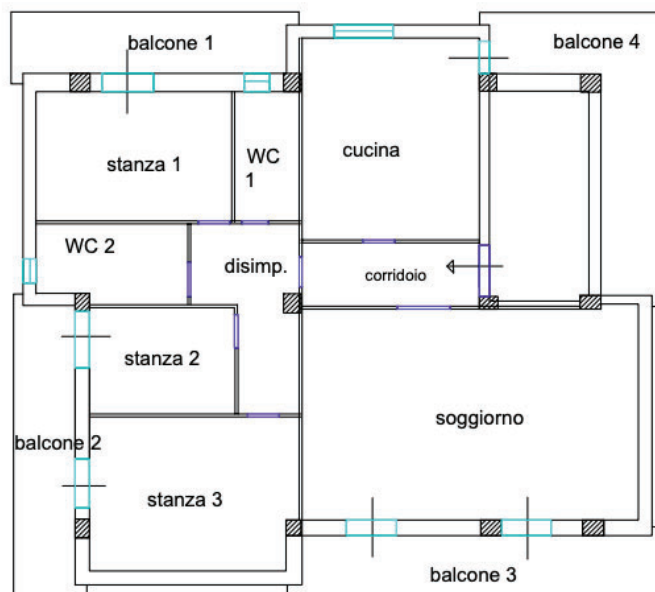 balcone 1
balcone 4
stanza 1
WC
1
cucina
WC 2
disimp.
corridoio
stanza 2
soggiorno
balcone 2
stanza 3
balcone 3